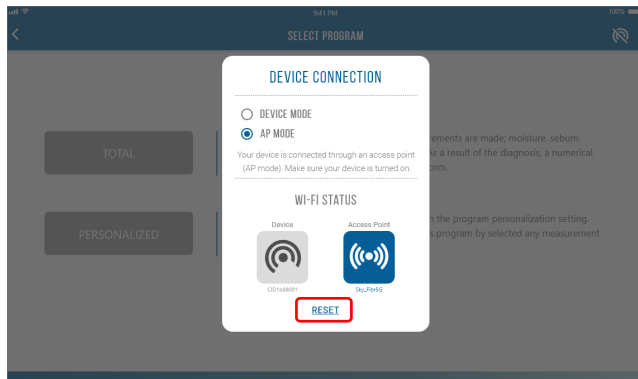 9:41 PM
100%
SELECT PROGRAM
DEVICE CONNECTION
DEVICE MODE
AP MODE
Your device is connected through an access point
(AP mode). Make sure your device is turned on.
WI-FI STATUS
Device
Access Point
CID1688001
Sky_FlorSG
RESET
TOTAL
rements are made; moisture, sebum.
As a result of the diagnosis, a numerical
orm.
PERSONALIZED
n the program personalization setting.
s program by selected any measurement